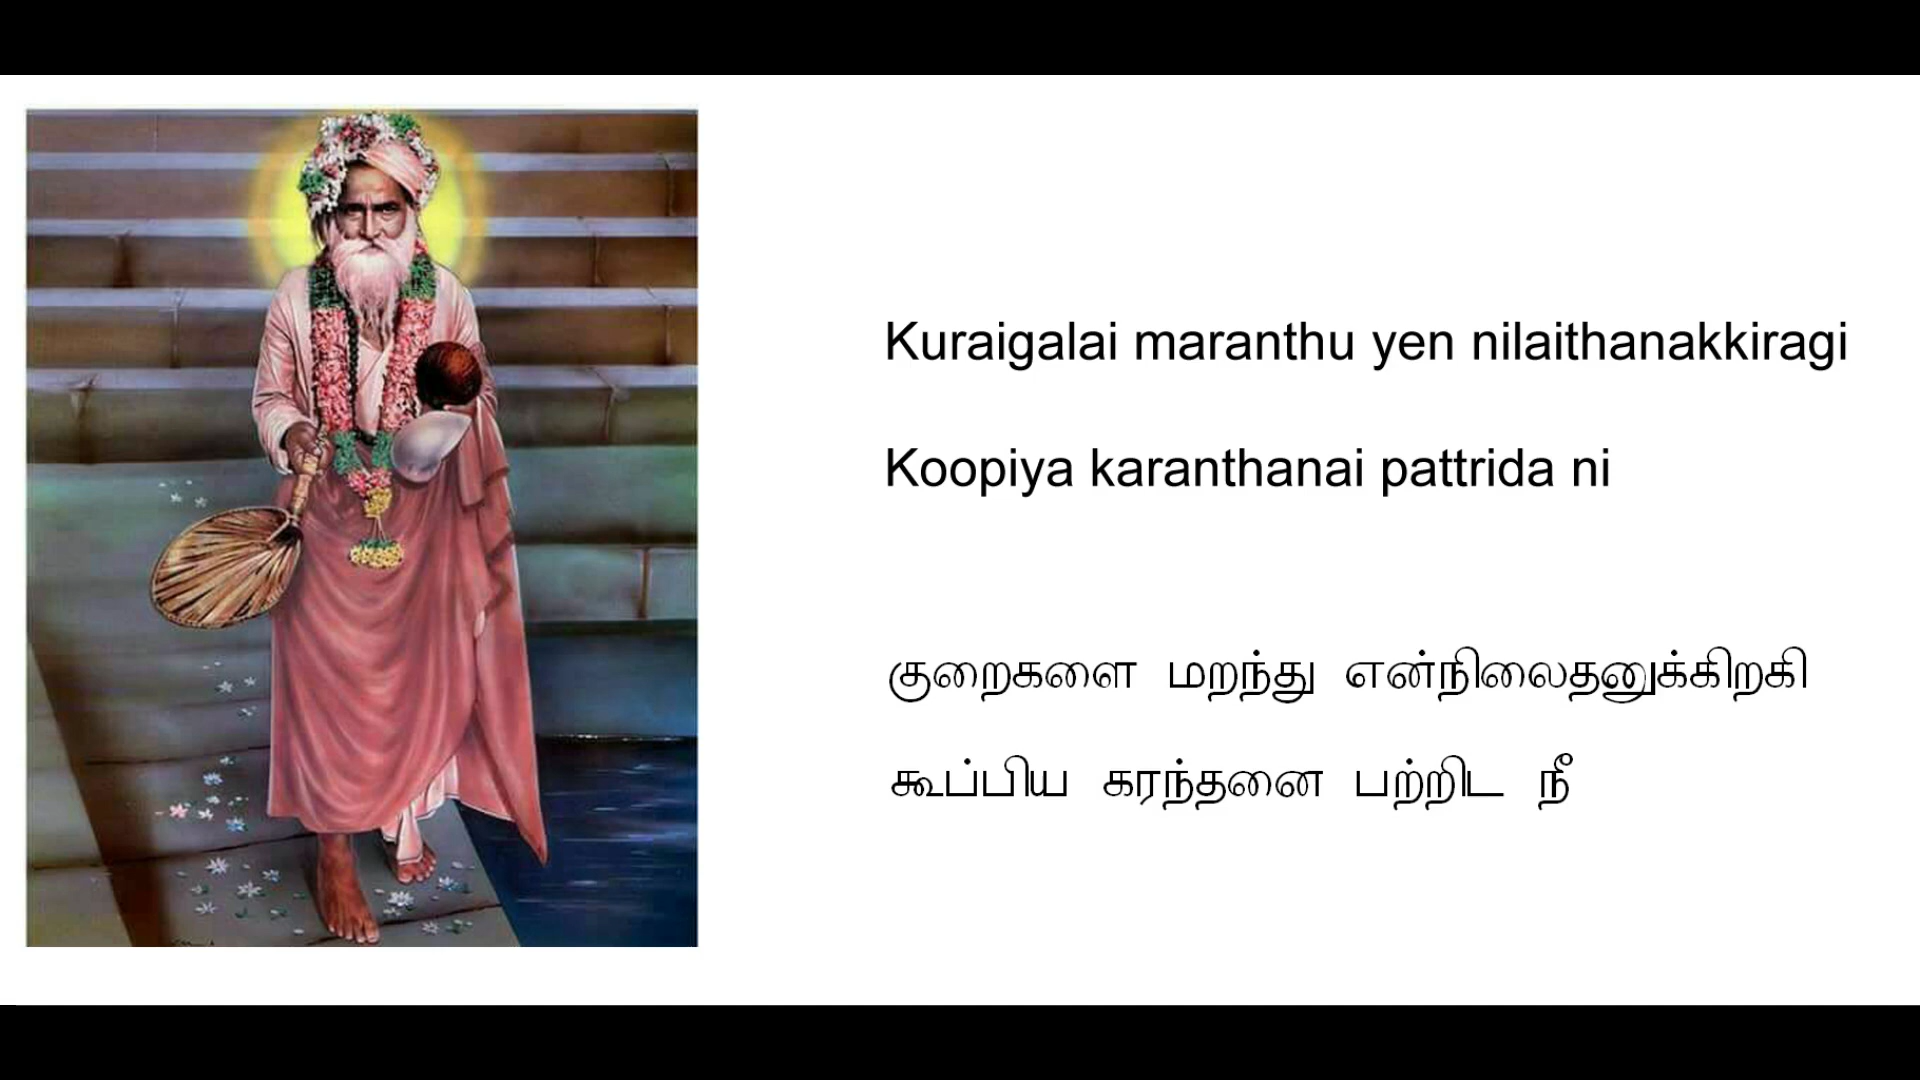 Kuraigalai maranthu yen nilaithanakkiragi
Koopiya karanthanai pattrida ni
குறைகளை மறந்து என்நிலைதனுக்கிறகி
கூப்பிய கரந்தனை பற்றிட நீ